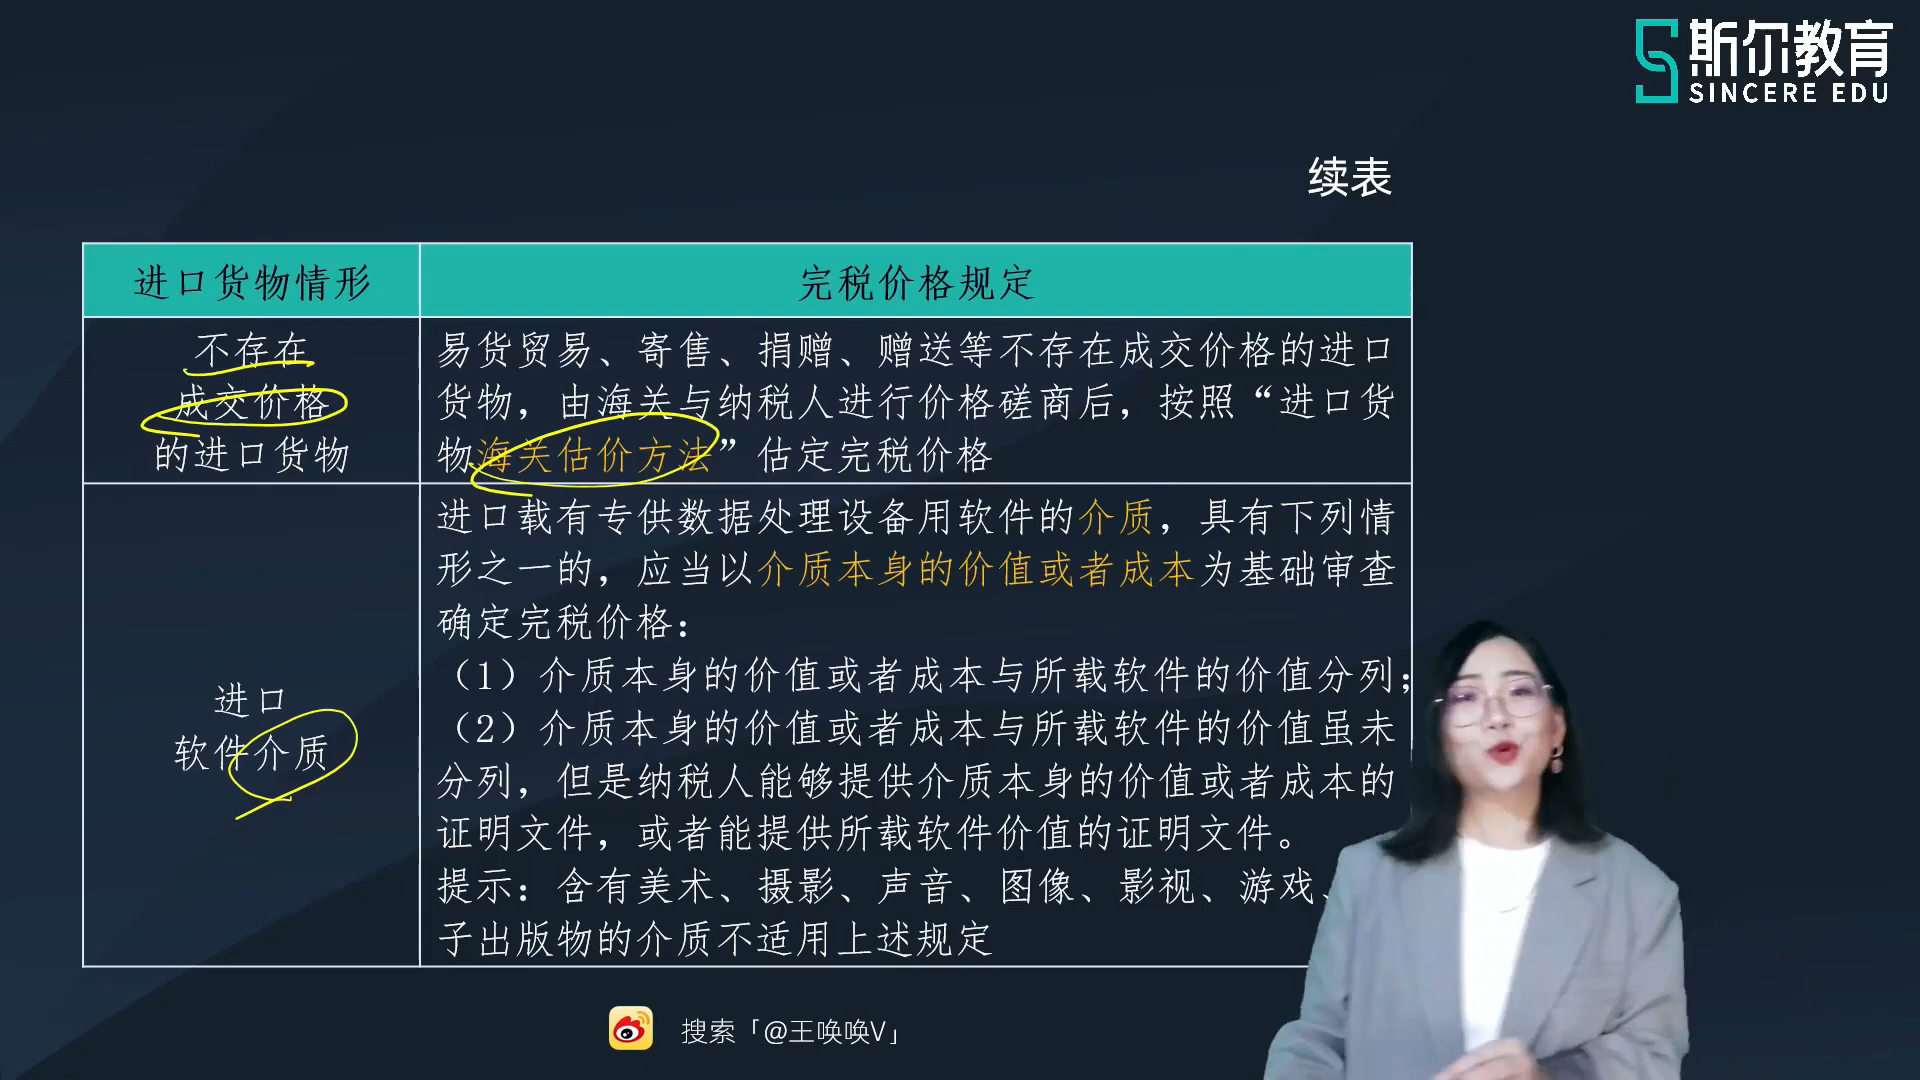 斯尔教育
SINCERE EDU
续表
进口货物情形
完税价格规定
不存在
成交价格
的进口货物
易货贸易、寄售、捐赠、赠送等不存在成交价格的进口
货物，由海关与纳税人进行价格磋商后，按照“进口货
物海关估价方法”估定完税价格
进口
软件介质
进口载有专供数据处理设备用软件的介质，具有下列情
形之一的，应当以介质本身的价值或者成本为基础审查
确定完税价格：
（1）介质本身的价值或者成本与所载软件的价值分列；
（2）介质本身的价值或者成本与所载软件的价值虽未
分列，但是纳税人能够提供介质本身的价值或者成本的
证明文件，或者能提供所载软件价值的证明文件。
提示：含有美术、摄影、声音、图像、影视、游戏、
子出版物的介质不适用上述规定
搜索「@王唤唤V」